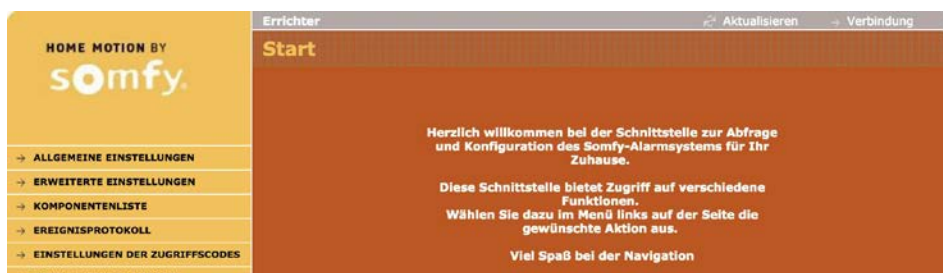 Errichter
Aktualisieren
Verbindung
HOME MOTION BY
somfy.
Start
Herzlich willkommen bei der Schnittstelle zur Abfrage
und Konfiguration des Somfy-Alarmsystems für Ihr
Zuhause.
Diese Schnittstelle bietet Zugriff auf verschiedene
Funktionen.
Wählen Sie dazu im Menü links auf der Seite die
gewünschte Aktion aus.
Viel Spaß bei der Navigation
ALLGEMEINE EINSTELLUNGEN
ERWEITERTE EINSTELLUNGEN
KOMPONENTENLISTE
EREIGNISPROTOKOLL
EINSTELLUNGEN DER ZUGRIFFSCODES